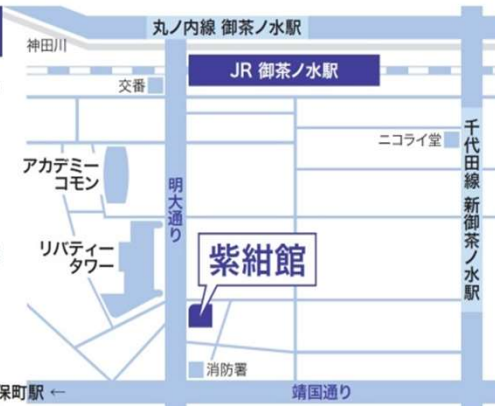 丸ノ内線 御茶ノ水駅
神田川
JR 御茶ノ水駅
交番
ニコライ堂
千代田線 新御茶ノ水駅
アカデミー
コモン
明大通り
リバティー
タワー
紫紺館
消防署
保町駅 ←
靖国通り